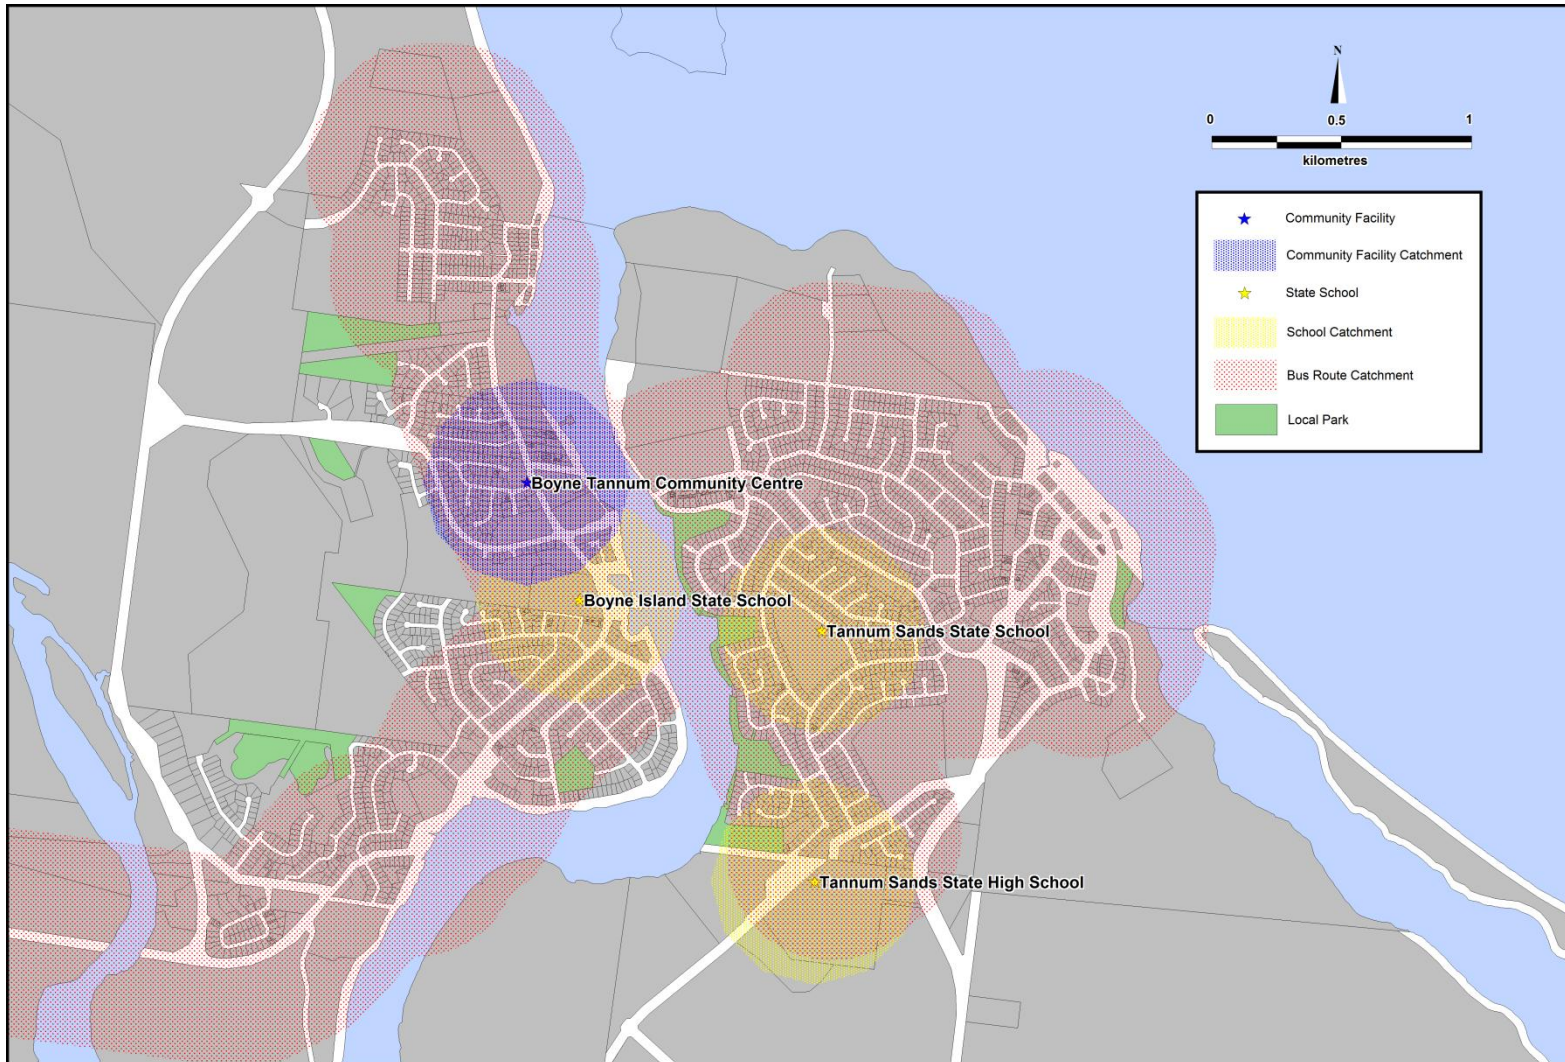 N
0 0.5 1
kilometres
Community Facility
Community Facility Catchment
State School
School Catchment
Bus Route Catchment
Local Park
Boyne Tannum Community Centre
Boyne Island State School
Tannum Sands State School
Tannum Sands State High School